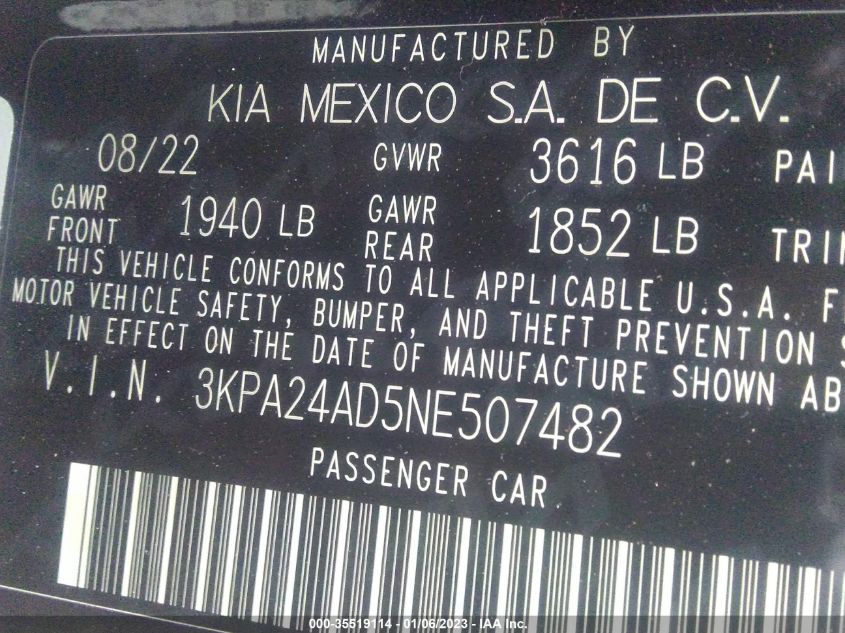 MANUFACTURED BY
KIA MEXICO S.A. DE C.V.
08/22 GVWR 3616 LB
GAWR FRONT 1940 LB GAWR REAR 1852 LB
THIS VEHICLE CONFORMS TO ALL APPLICABLE U.S.A.
MOTOR VEHICLE SAFETY, BUMPER, AND THEFT PREVENTION
IN EFFECT ON THE DATE OF MANUFACTURE SHOWN
V.I.N. 3KPA24AD5NE507482
PASSENGER CAR
000-35519114 - 01/06/2023 - IAA Inc.